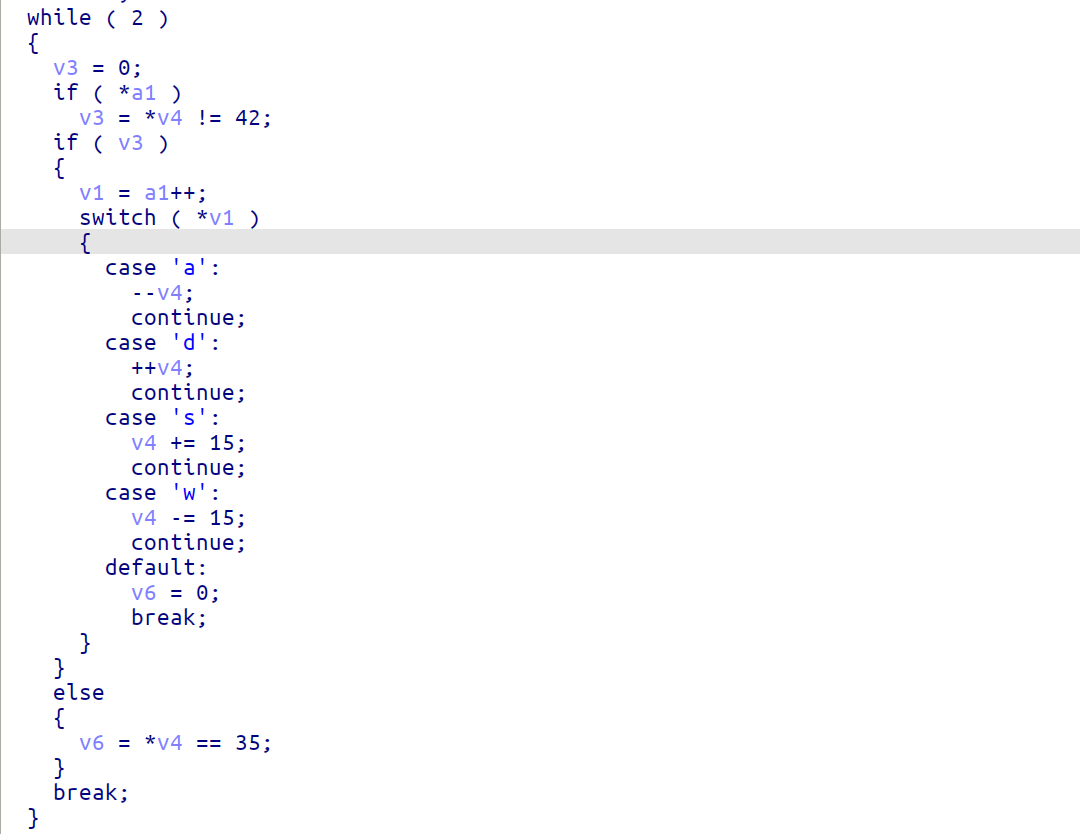 while ( 2 )
{
v3 = 0;
if ( *a1 )
v3 = *v4 != 42;
if ( v3 )
{
v1 = a1++;
switch ( *v1 )
{
case 'a':
--v4;
continue;
case 'd':
++v4;
continue;
case 's':
v4 += 15;
continue;
case 'w':
v4 -= 15;
continue;
default:
v6 = 0;
break;
}
}
else
{
v6 = *v4 == 35;
}
break;
}